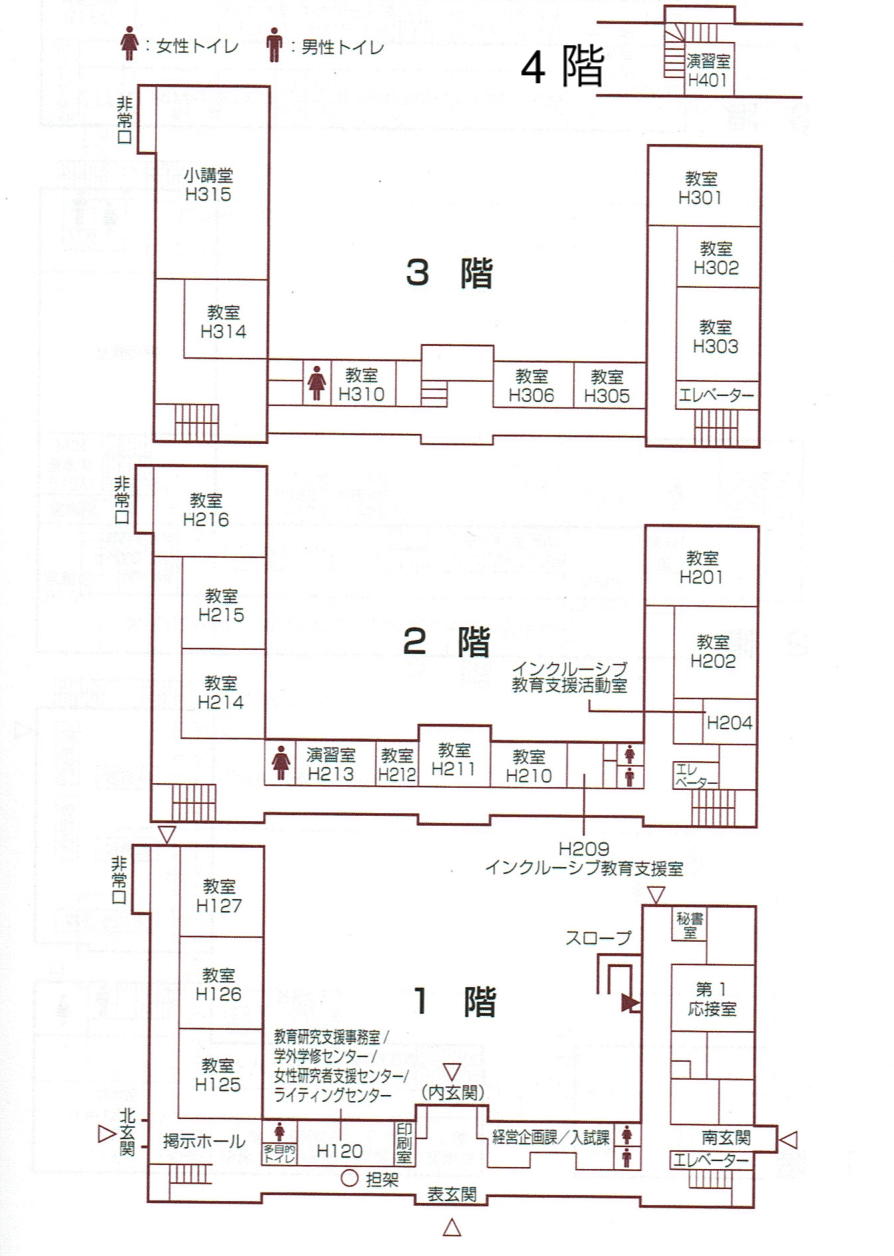 ：女性トイレ　：男性トイレ
4階
演習室
H401
非常口
小講堂
H315
教室
H314
3 階
教室
H310
教室
H306
教室
H305
教室
H301
教室
H302
教室
H303
エレベーター
非常口
教室
H216
教室
H215
教室
H214
2 階
インクルーシブ
教育支援活動室
教室
H201
教室
H202
H204
演習室
H213
教室
H212
教室
H211
教室
H210
エレ
ベーター
H209
インクルーシブ教育支援室
非常口
教室
H127
教室
H126
教室
H125
1 階
スロープ
秘書
室
第1
応接室
教育研究支援事務室/
学外学修センター/
女性研究者支援センター/
ライティングセンター
(内玄関)
北玄関
掲示ホール
多目的
トイレ
H120
印刷室
経営企画課/入試課
南玄関
エレベーター
担架
表玄関